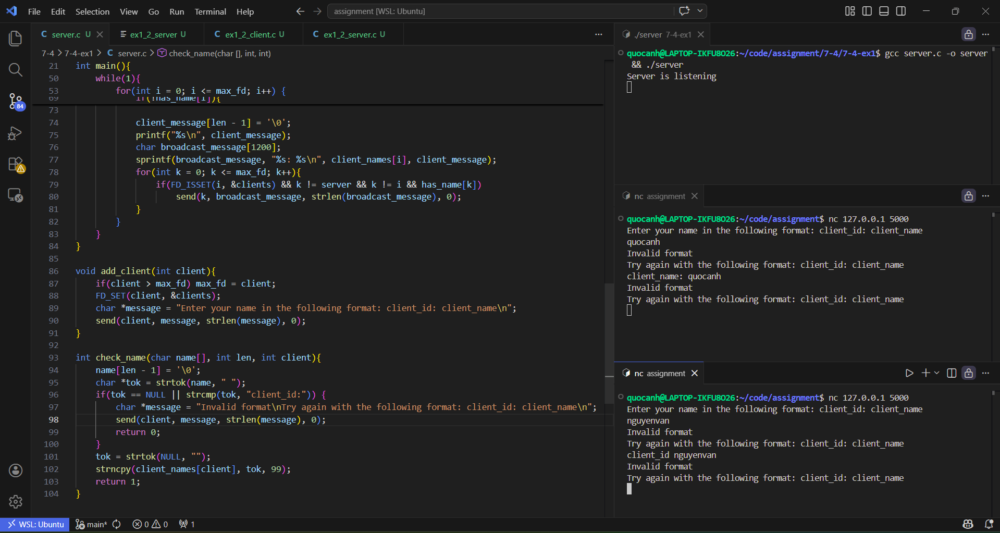 File Edit Selection View Go Run Terminal Help
assignment [WSL: Ubuntu]
C server.c U
ex1_2_server U
C ex1_2_client.c U
C ex1_2_server.c U
7-4 > 7-4-ex1 > C server.c > check_name(char [], int, int)
21 int main(){
50 while(1){
53 for(int i = 0; i <= max_fd; i++) {
69 if(!has_name[i]){
73
74 client_message[len - 1] = '\0';
75 printf("%s\n", client_message);
76 char broadcast_message[1200];
77 sprintf(broadcast_message, "%s: %s\n", client_names[i], client_message);
78 for(int k = 0; k <= max_fd; k++){
79 if(FD_ISSET(i, &clients) && k != server && k != i && has_name[k])
80 send(k, broadcast_message, strlen(broadcast_message), 0);
81 }
82 }
83 }
84 }
85
86 void add_client(int client){
87 if(client > max_fd) max_fd = client;
88 FD_SET(client, &clients);
89 char *message = "Enter your name in the following format: client_id: client_name\n";
90 send(client, message, strlen(message), 0);
91 }
92
93 int check_name(char name[], int len, int client){
94 name[len - 1] = '\0';
95 char *tok = strtok(name, " ");
96 if(tok == NULL || strcmp(tok, "client_id:")) {
97 char *message = "Invalid format\nTry again with the following format: client_id: client_name\n";
98 send(client, message, strlen(message), 0);
99 return 0;
100 }
101 tok = strtok(NULL, "");
102 strncpy(client_names[client], tok, 99);
103 return 1;
104 }
./server 7-4-ex1
quocanh@LAPTOP-IKFU8O26:~/code/assignment/7-4/7-4-ex1$ gcc server.c -o server
&& ./server
Server is listening
nc assignment
quocanh@LAPTOP-IKFU8O26:~/code/assignment$ nc 127.0.0.1 5000
Enter your name in the following format: client_id: client_name
quocanh
Invalid format
Try again with the following format: client_id: client_name
client_name: quocanh
Invalid format
Try again with the following format: client_id: client_name
nc assignment
quocanh@LAPTOP-IKFU8O26:~/code/assignment$ nc 127.0.0.1 5000
Enter your name in the following format: client_id: client_name
nguyenvan
Invalid format
Try again with the following format: client_id: client_name
client_id nguyenvan
Invalid format
Try again with the following format: client_id: client_name
84
WSL: Ubuntu main* 0 0 1